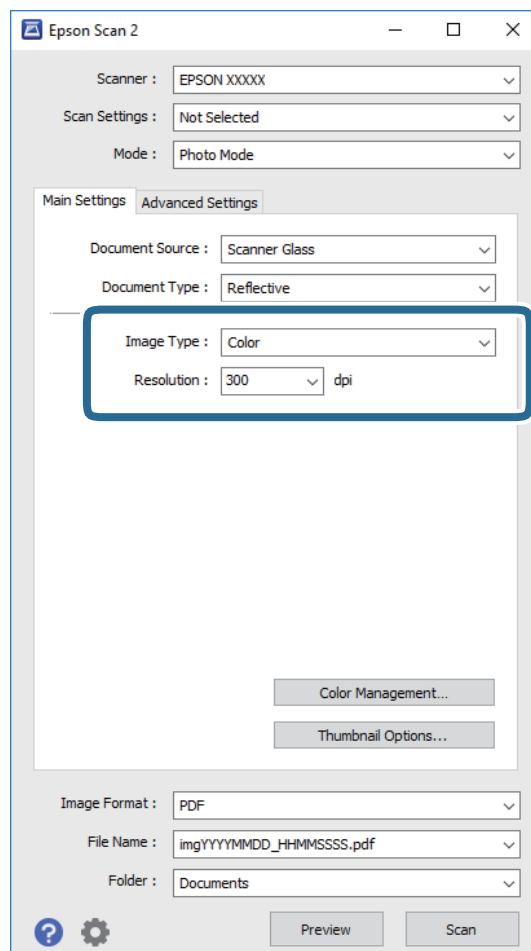 Epson Scan 2
Scanner : EPSON XXXXX
Scan Settings : Not Selected
Mode : Photo Mode
Main Settings Advanced Settings
Document Source : Scanner Glass
Document Type : Reflective
Image Type : Color
Resolution : 300 dpi
Color Management...
Thumbnail Options...
Image Format : PDF
File Name : imgYYYYMMDD_HHMMSSSS.pdf
Folder : Documents
? Preview Scan